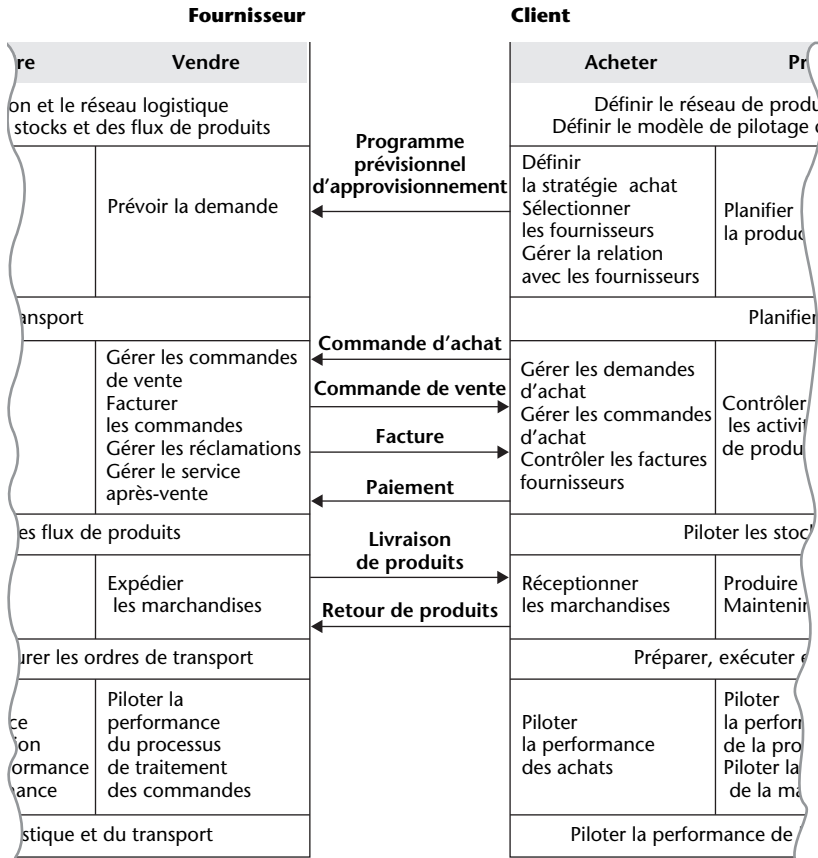 Fournisseur
Client
Vendre
Acheter
on et le réseau logistique
stocks et des flux de produits
Définir le réseau de produ
Définir le modèle de pilotage
Programme
prévisionnel
d'approvisionnement
Prévoir la demande
Définir
la stratégie achat
Sélectionner
les fournisseurs
Gérer la relation
avec les fournisseurs
Planifier
la produc
ansport
Planifier
Commande d'achat
Commande de vente
Facture
Paiement
Gérer les commandes
de vente
Facturer
les commandes
Gérer les réclamations
Gérer le service
après-vente
Gérer les demandes
d'achat
Gérer les commandes
d'achat
Contrôler les factures
fournisseurs
Contrôler
les activit
de produ
es flux de produits
Piloter les stoc
Livraison
de produits
Retour de produits
Expédier
les marchandises
Réceptionner
les marchandises
Produire
Mainteni
urer les ordres de transport
Préparer, exécuter e
ce
ion
ormance
ance
Piloter la
performance
du processus
de traitement
des commandes
Piloter
la performance
des achats
Piloter
la perfor
de la pro
Piloter la
de la ma
stique et du transport
Piloter la performance de